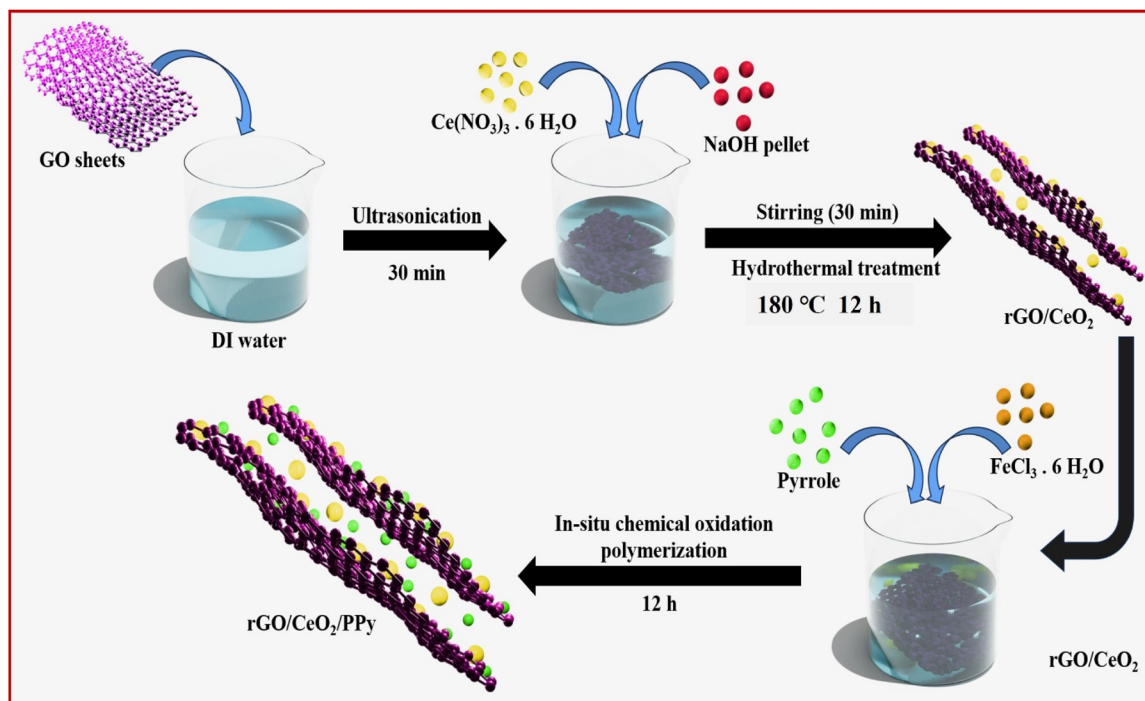 GO sheets
DI water
Ultrasonication
30 min
Ce(NO₃)₃ . 6 H₂O
NaOH pellet
Stirring (30 min)
Hydrothermal treatment
180 °C 12 h
rGO/CeO₂
Pyrrole
FeCl₃ . 6 H₂O
rGO/CeO₂
In-situ chemical oxidation
polymerization
12 h
rGO/CeO₂/PPy